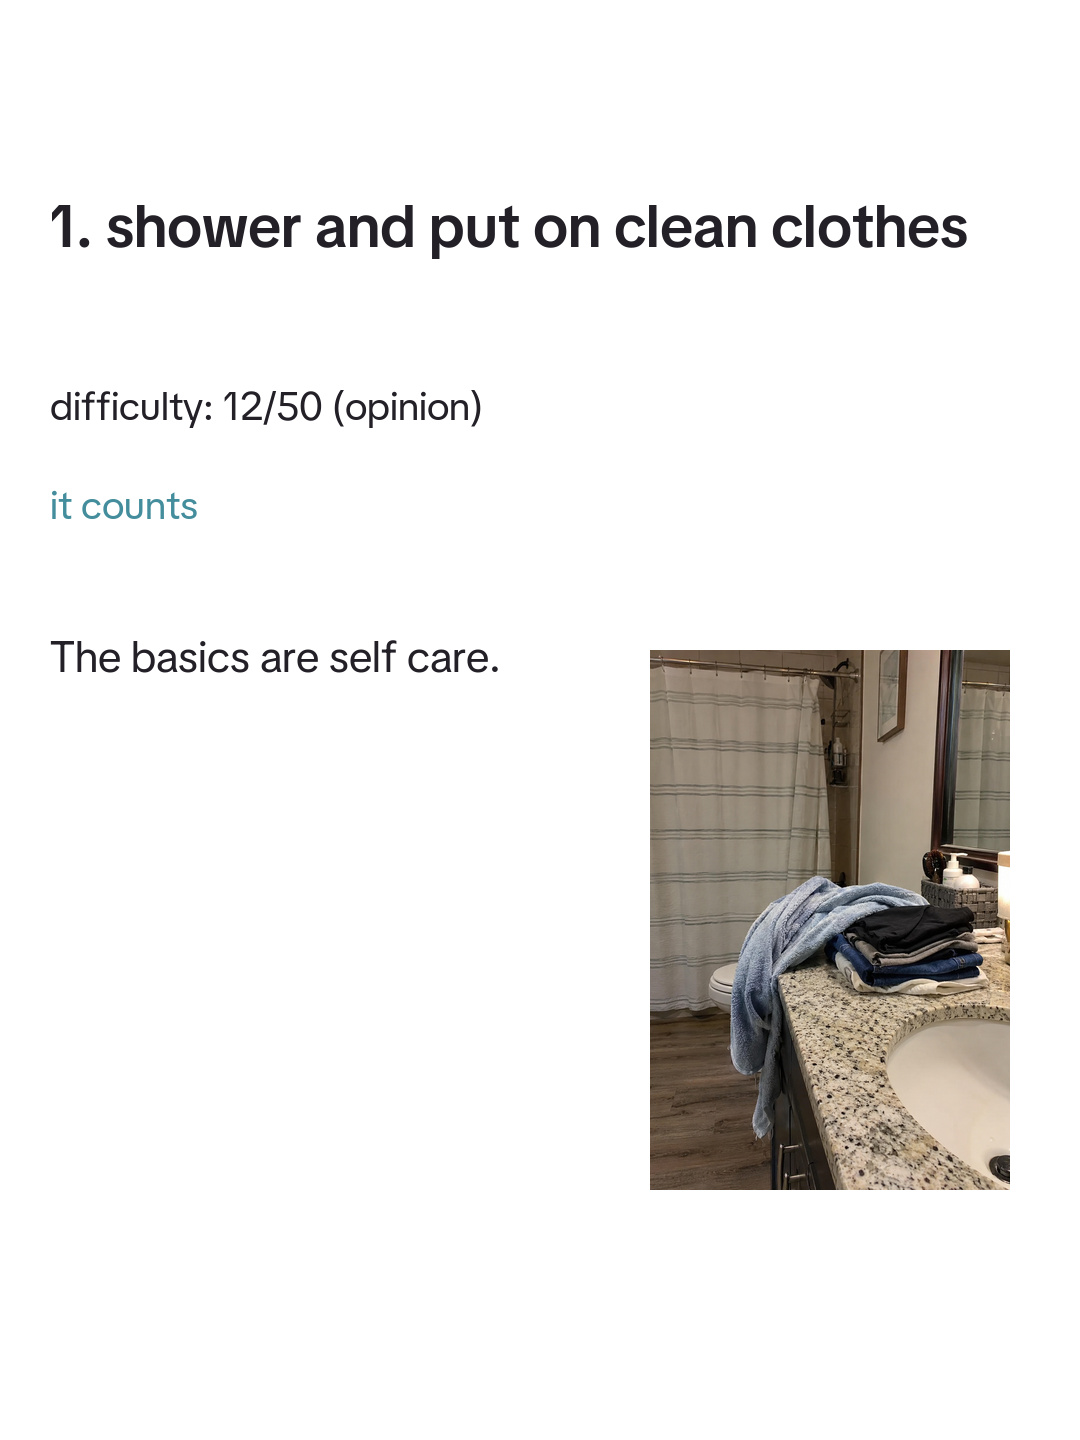 1. shower and put on clean clothes
difficulty: 12/50 (opinion)
it counts
The basics are self care.